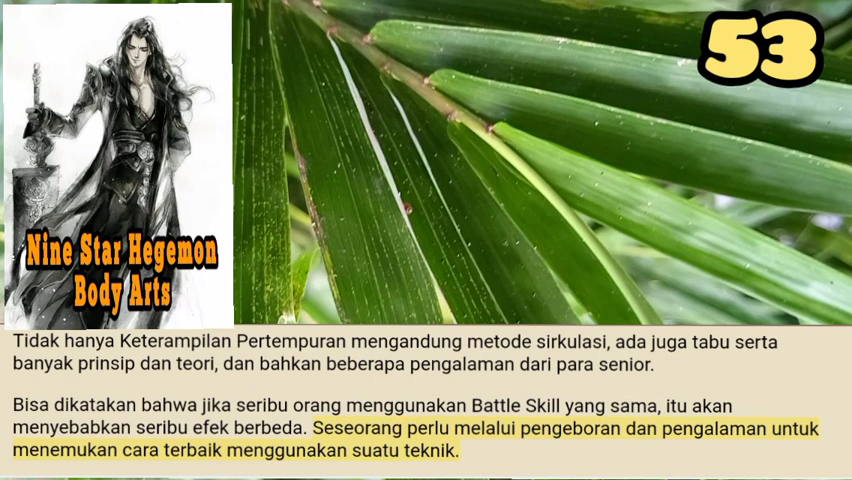 53
Nine Star Hegemon
Body Arts
Tidak hanya Keterampilan Pertempuran mengandung metode sirkulasi, ada juga tabu serta
banyak prinsip dan teori, dan bahkan beberapa pengalaman dari para senior.
Bisa dikatakan bahwa jika seribu orang menggunakan Battle Skill yang sama, itu akan
menyebabkan seribu efek berbeda. Seseorang perlu melalui pengeboran dan pengalaman untuk
menemukan cara terbaik menggunakan suatu teknik.